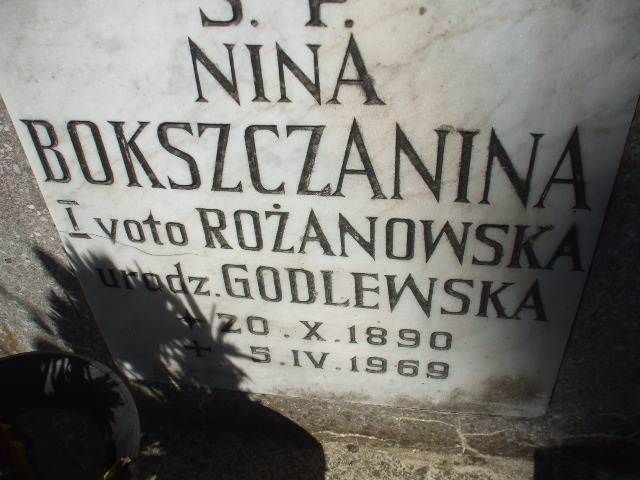 Ś. P.
NINA
BOKSZCZANINA
I voto ROŻANOWSKA
urodz. GODLEWSKA
* 20. X. 1890
+ 5. IV. 1969